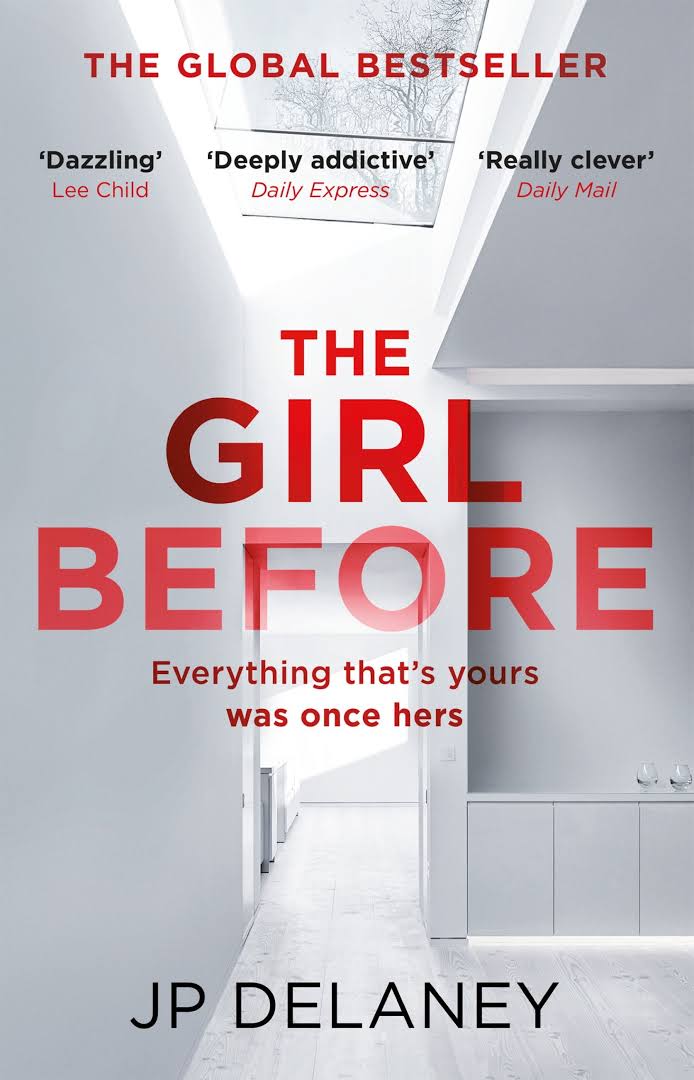 THE GLOBAL BESTSELLER
‘Dazzling’
Lee Child
‘Deeply addictive’
Daily Express
‘Really clever’
Daily Mail
THE
GIRL
BEFORE
Everything that’s yours
was once hers
JP DELANEY